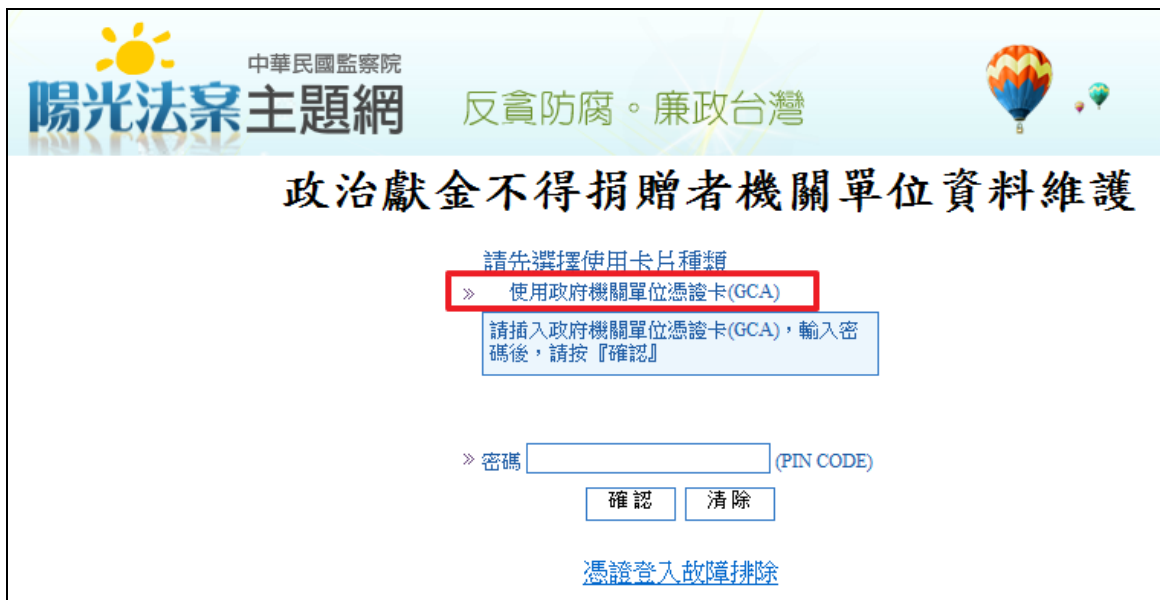 中華民國監察院
陽光法案主題網
反貪防腐。廉政台灣
政治獻金不得捐贈者機關單位資料維護
請先選擇使用卡片種類
» 使用政府機關單位憑證卡(GCA)
請插入政府機關單位憑證卡(GCA)，輸入密
碼後，請按『確認』
» 密碼 (PIN CODE)
確認 清除
憑證登入故障排除